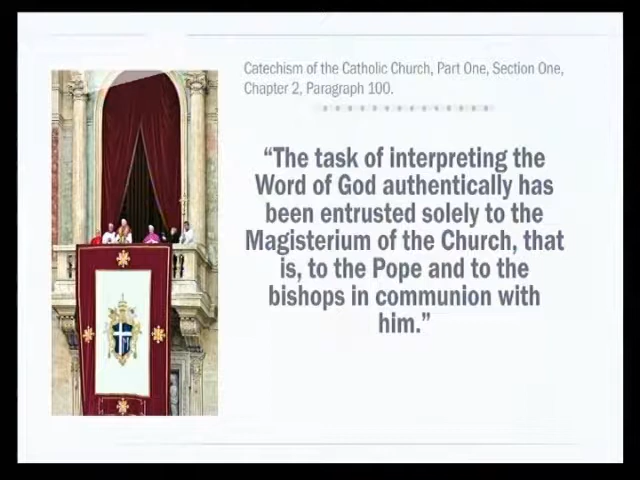 Catechism of the Catholic Church, Part One, Section One,
Chapter 2, Paragraph 100.
“The task of interpreting the
Word of God authentically has
been entrusted solely to the
Magisterium of the Church, that
is, to the Pope and to the
bishops in communion with
him.”